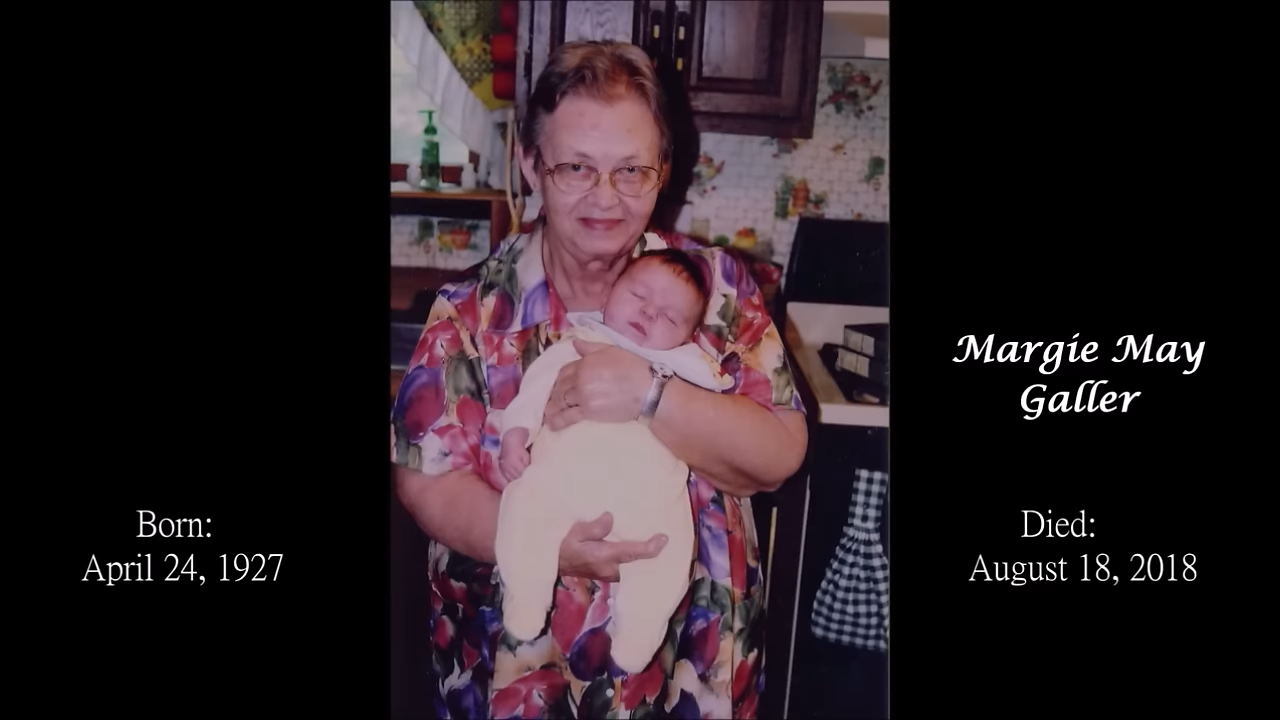 Margie May
Galler
Born:
April 24, 1927
Died:
August 18, 2018